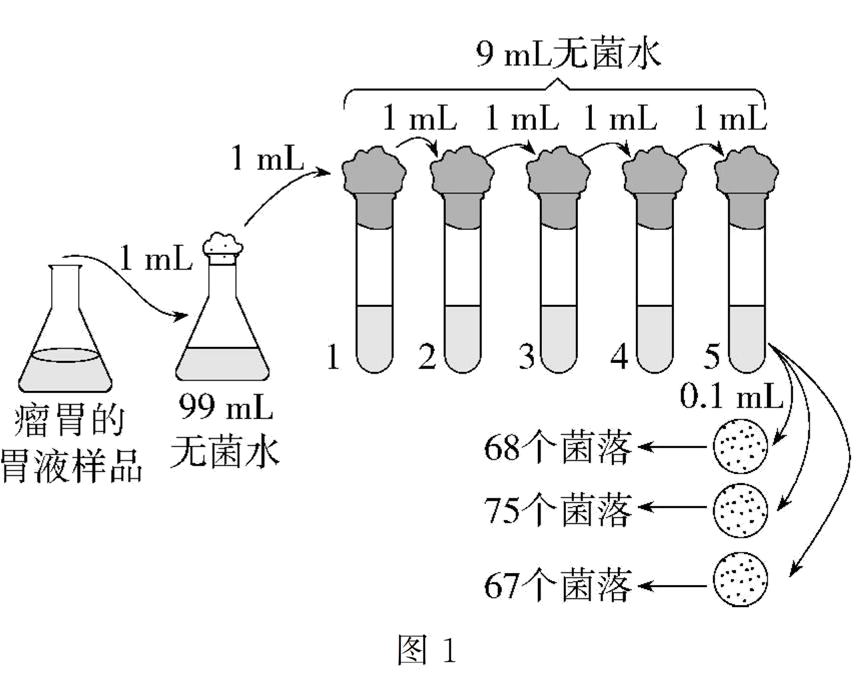 9 mL无菌水
1 mL 1 mL 1 mL 1 mL
1 mL
1 mL
1 2 3 4 5
0.1 mL
瘤胃的
胃液样品
99 mL
无菌水
68个菌落
75个菌落
67个菌落
图 1